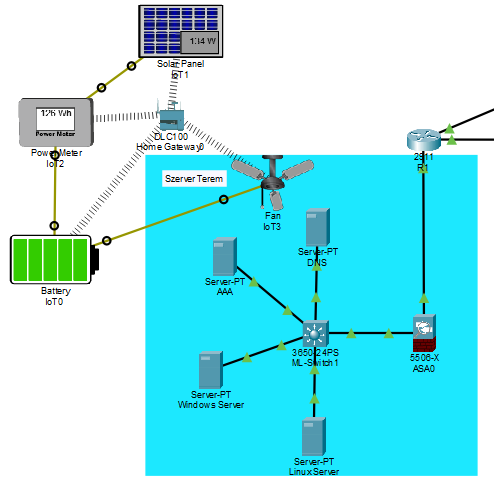 134 W
Solar Panel
IoT1
126 Wh
Power Meter
Power Meter
IoT2
DLC100
Home Gateway0
2911
R1
Szerver Terem
Fan
IoT3
Server-PT
DNS
Server-PT
AAA
Battery
IoT0
3650-24PS
ML-Switch1
5506-X
ASA0
Server-PT
Windows Server
Server-PT
Linux Server